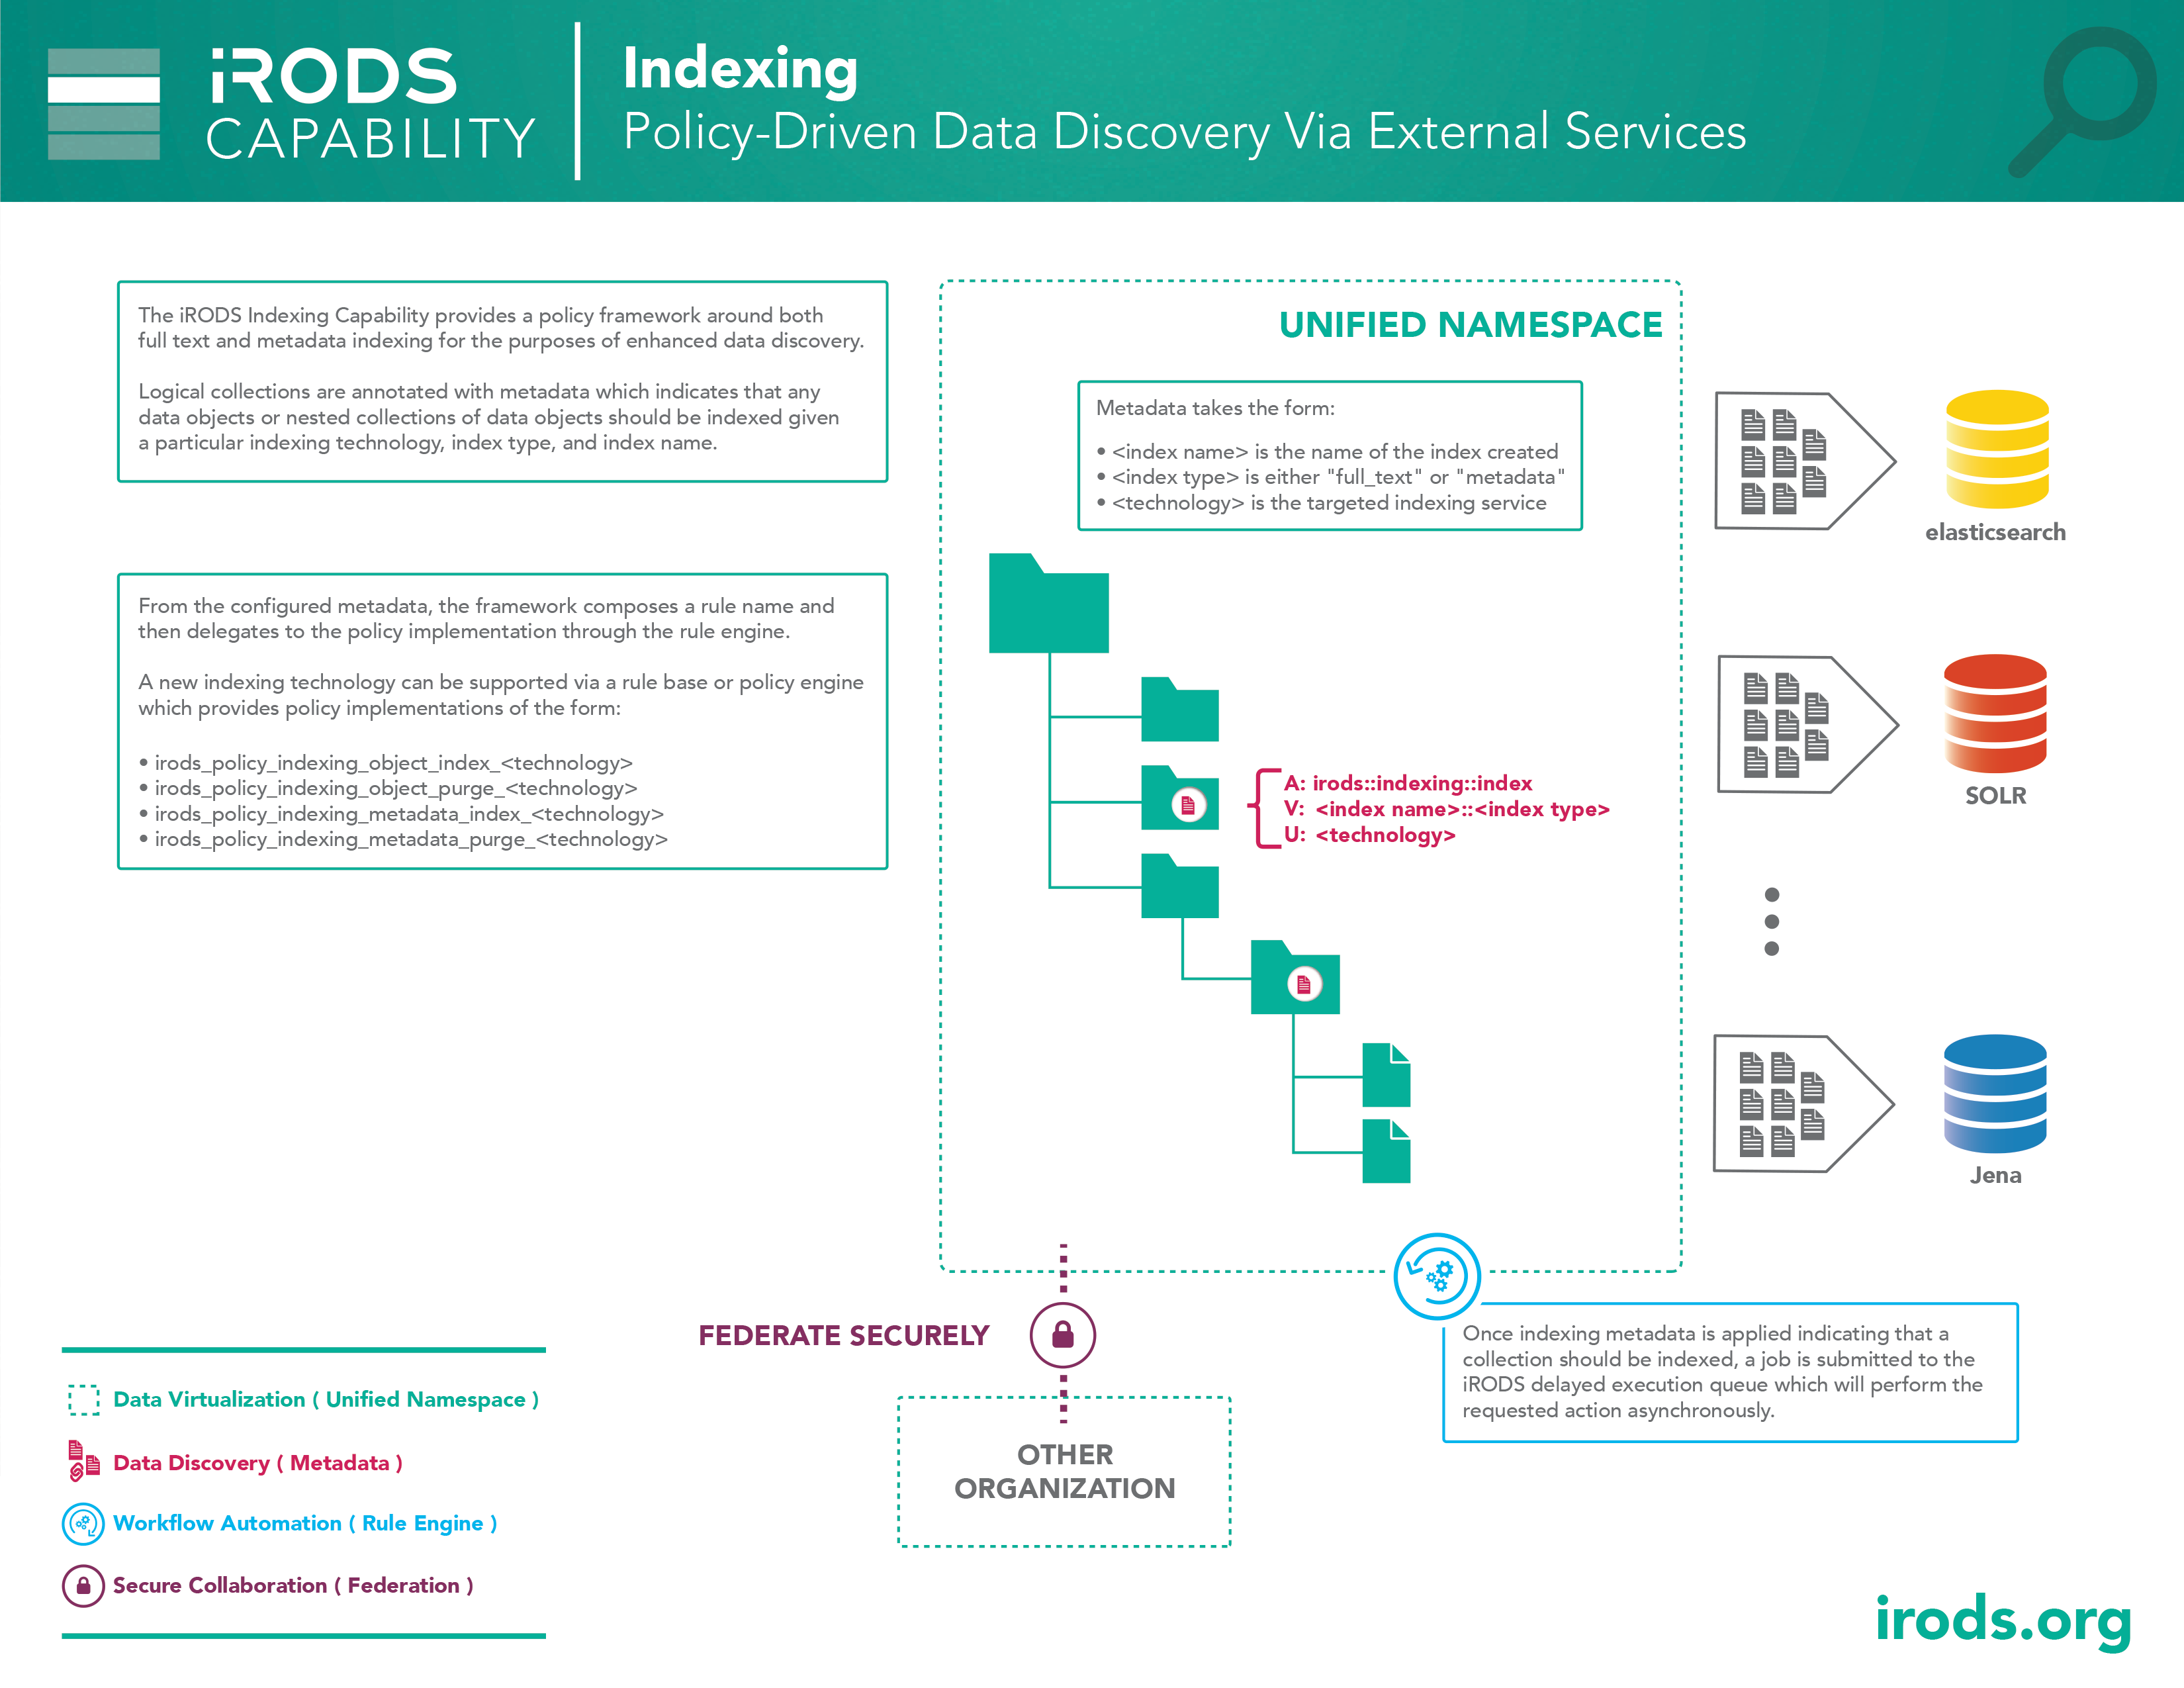 iRODS
CAPABILITY
Indexing
Policy-Driven Data Discovery Via External Services
The iRODS Indexing Capability provides a policy framework around both
full text and metadata indexing for the purposes of enhanced data discovery.
Logical collections are annotated with metadata which indicates that any
data objects or nested collections of data objects should be indexed given
a particular indexing technology, index type, and index name.
From the configured metadata, the framework composes a rule name and
then delegates to the policy implementation through the rule engine.
A new indexing technology can be supported via a rule base or policy engine
which provides policy implementations of the form:
• irods_policy_indexing_object_index_<technology>
• irods_policy_indexing_object_purge_<technology>
• irods_policy_indexing_metadata_index_<technology>
• irods_policy_indexing_metadata_purge_<technology>
UNIFIED NAMESPACE
Metadata takes the form:
• <index name> is the name of the index created
• <index type> is either "full_text" or "metadata"
• <technology> is the targeted indexing service
A: irods::indexing::index
V: <index name>::<index type>
U: <technology>
elasticsearch
SOLR
Jena
FEDERATE SECURELY
OTHER
ORGANIZATION
Once indexing metadata is applied indicating that a
collection should be indexed, a job is submitted to the
iRODS delayed execution queue which will perform the
requested action asynchronously.
Data Virtualization ( Unified Namespace )
Data Discovery ( Metadata )
Workflow Automation ( Rule Engine )
Secure Collaboration ( Federation )
irods.org